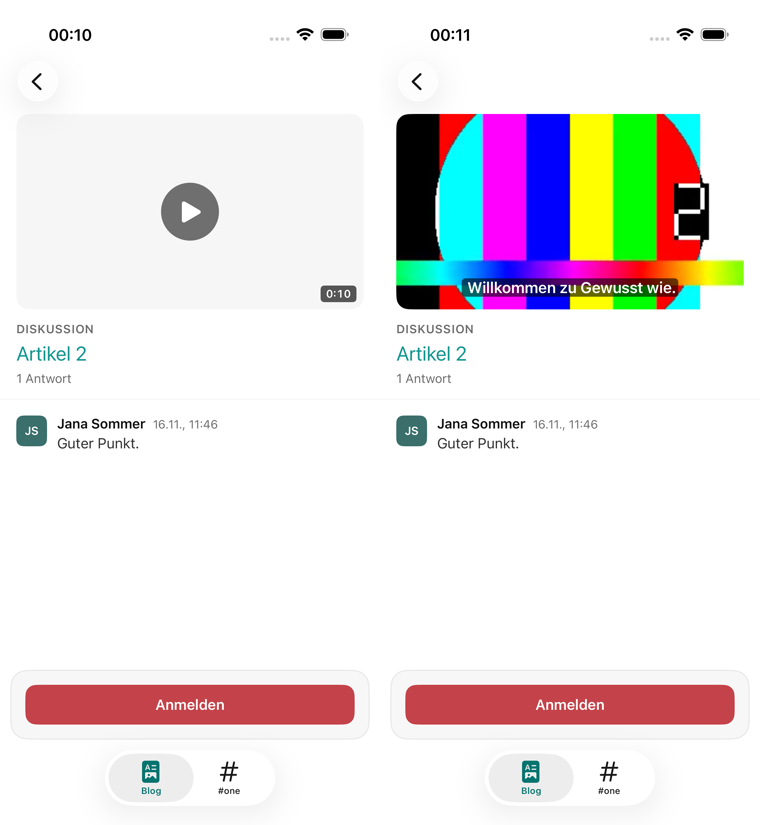 00:10
0:10
DISKUSSION
Artikel 2
1 Antwort
JS
Jana Sommer 16.11., 11:46
Guter Punkt.
Anmelden
Blog
#one
00:11
2
Willkommen zu Gewusst wie.
DISKUSSION
Artikel 2
1 Antwort
JS
Jana Sommer 16.11., 11:46
Guter Punkt.
Anmelden
Blog
#one